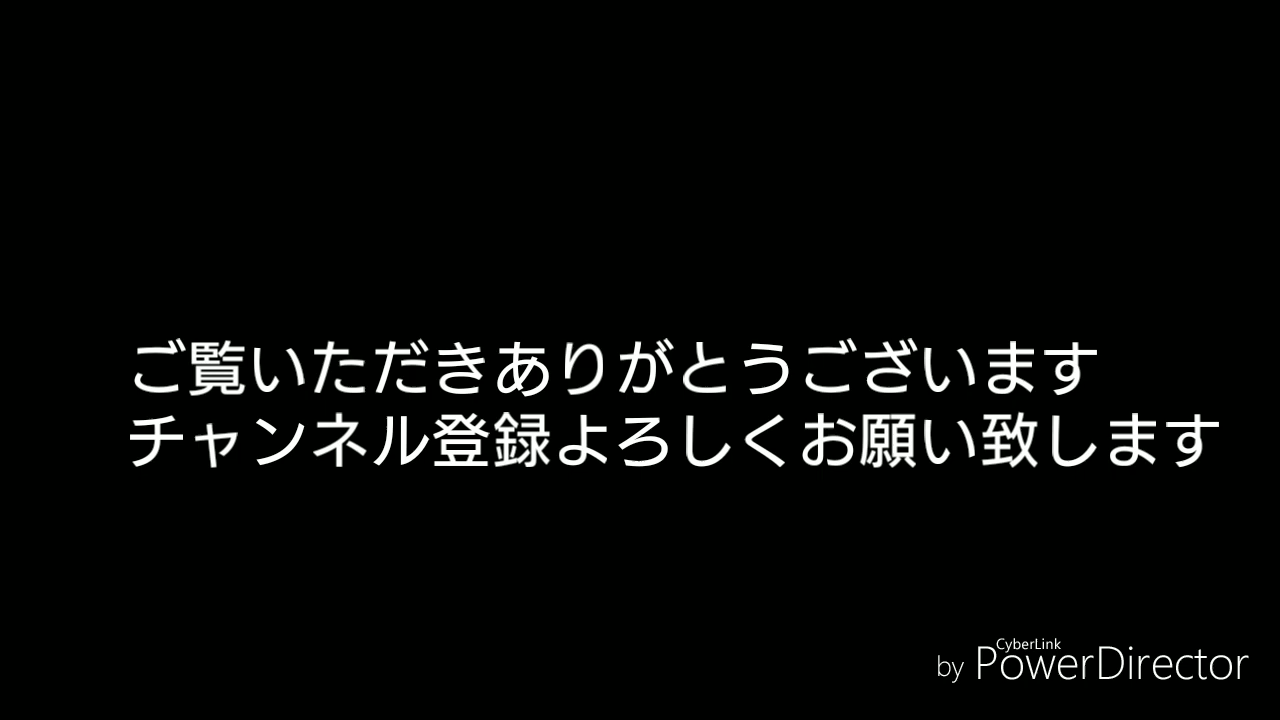 ご覧いただきありがとうございます
チャンネル登録よろしくお願い致します
CyberLink
by PowerDirector